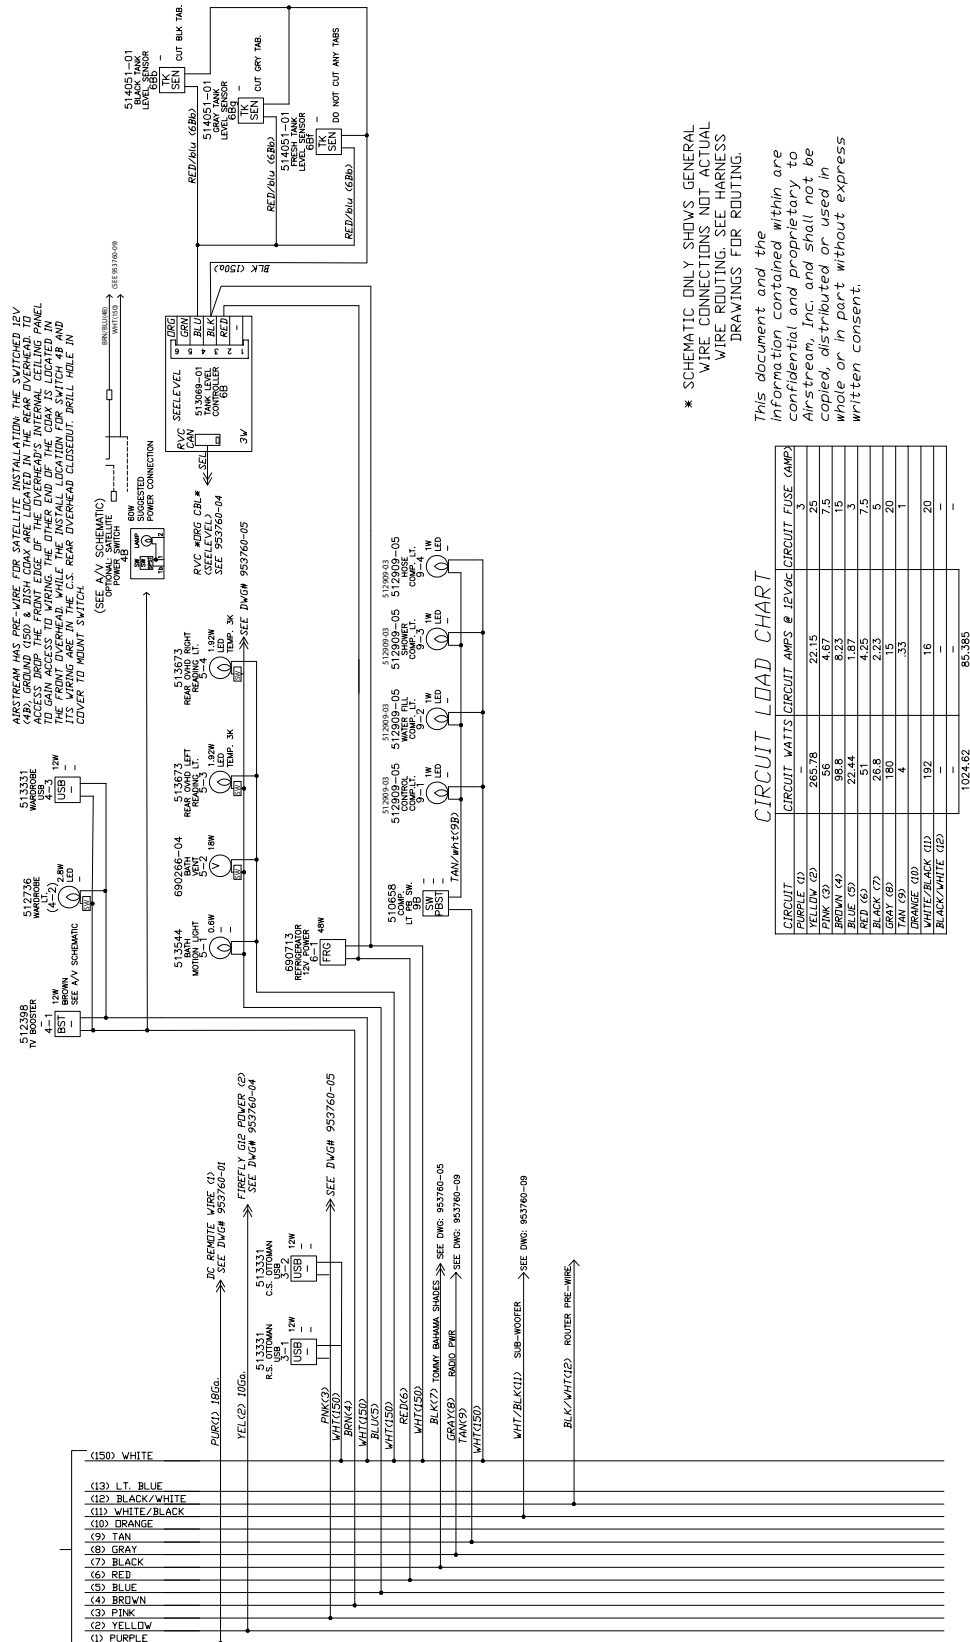 AIRSTREAM HAS PRE-WIRE FOR SATELLITE INSTALLATION: THE SWITCHED 12V
(4B), GROUND (150) & DISH COAX ARE LOCATED IN THE REAR OVERHEAD. TO
ACCESS DROP THE FRONT EDGE OF THE OVERHEAD'S INTERNAL CEILING PANEL
TO GAIN ACCESS TO WIRING. THE OTHER END OF THE COAX IS LOCATED IN
THE FRONT OVERHEAD. WHILE THE INSTALL LOCATION FOR SWITCH 4B AND
ITS WIRING ARE IN THE C.S. REAR OVERHEAD CLOSEOUT. DRILL HOLE IN
COVER TO MOUNT SWITCH.
(SEE A/V SCHEMATIC)
OPTIONAL: SATELLITE
POWER SWITCH
4B
60W
SUGGESTED
POWER CONNECTION
SW
LAMP
BRN/BLU(4B)
WHT(150)
(SEE 953760-09)
512398
TV BOOSTER
4-1
BST
12W
BROWN
SEE A/V SCHEMATIC
512736
WARDROBE
LT.
(4-2)
2.8W
LED
SW
513331
WARDROBE
USB
4-3
USB
12W
513544
BATH
MOTION LIGHT
5-1
0.6W
690266-04
BATH
VENT
5-2
V
18W
SW
513673
REAR OVHD LEFT
READING LT.
5-3
1.92W
LED
TEMP. 3K
SW
513673
REAR OVHD RIGHT
READING LT.
5-4
1.92W
LED
TEMP. 3K
SW
SEE DWG# 953760-05
690713
REFRIGERATOR
12V POWER
6-1
FRG
48W
510658
COMP.
LT PB SW.
9B
SW
PBST
TAN/wht(9B)
512909-03
512909-05
CONTROL
COMP.LT.
9-1
1W
LED
512909-03
512909-05
WATER FILL
COMP. LT.
9-2
1W
LED
512909-03
512909-05
SHOWER
COMP. LT.
9-3
1W
LED
512909-03
512909-05
HOSE
COMP. LT.
9-4
1W
LED
RVC *ORG CBL*
(SEELEVEL)
SEE 953760-04
SEL
RVC
CAN
SEELEVEL
513069-01
TANK LEVEL
CONTROLLER
6B
3W
6 ORG
5 GRN
4 BLU
3 BLK
2 RED
1 -
BLK (150a)
514051-01
BLACK TANK
LEVEL SENSOR
6Bb
TK
SEN
CUT BLK TAB.
RED/blu (6Bb)
514051-01
GRAY TANK
LEVEL SENSOR
6Bg
TK
SEN
CUT GRY TAB.
RED/blu (6Bb)
514051-01
FRESH TANK
LEVEL SENSOR
6Bf
TK
SEN
DO NOT CUT ANY TABS
RED/blu (6Bb)
PUR(1) 18Ga.
DC REMOTE WIRE (1)
SEE DWG# 953760-01
YEL(2) 10Ga.
FIREFLY G12 POWER (2)
SEE DWG# 953760-04
513331
R.S. OTTOMAN
USB
3-1
USB
12W
513331
C.S. OTTOMAN
USB
3-2
USB
12W
PNK(3)
SEE DWG# 953760-05
WHT(150)
BRN(4)
WHT(150)
BLU(5)
WHT(150)
RED(6)
WHT(150)
BLK(7) TOMMY BAHAMA SHADES
SEE DWG: 953760-05
GRAY(8) RADIO PWR
SEE DWG: 953760-09
TAN(9)
WHT(150)
WHT/BLK(11) SUB-WOOFER
SEE DWG: 953760-09
BLK/WHT(12) ROUTER PRE-WIRE
(150) WHITE
(13) LT. BLUE
(12) BLACK/WHITE
(11) WHITE/BLACK
(10) ORANGE
(9) TAN
(8) GRAY
(7) BLACK
(6) RED
(5) BLUE
(4) BROWN
(3) PINK
(2) YELLOW
(1) PURPLE
* SCHEMATIC ONLY SHOWS GENERAL
WIRE CONNECTIONS NOT ACTUAL
WIRE ROUTING. SEE HARNESS
DRAWINGS FOR ROUTING.
This document and the
information contained within are
confidential and proprietary to
Airstream, Inc. and shall not be
copied, distributed or used in
whole or in part without express
written consent.
CIRCUIT LOAD CHART
CIRCUIT CIRCUIT WATTS CIRCUIT AMPS @ 12Vdc CIRCUIT FUSE (AMP)
PURPLE (1) - - 3
YELLOW (2) 265.78 22.15 25
PINK (3) 56 4.67 7.5
BROWN (4) 98.8 8.23 15
BLUE (5) 22.44 1.87 3
RED (6) 51 4.25 7.5
BLACK (7) 26.8 2.23 5
GRAY (8) 180 15 20
TAN (9) 4 .33 1
ORANGE (10)
WHITE/BLACK (11) 192 16 20
BLACK/WHITE (12) - - -
- - -
1024.62 85.385